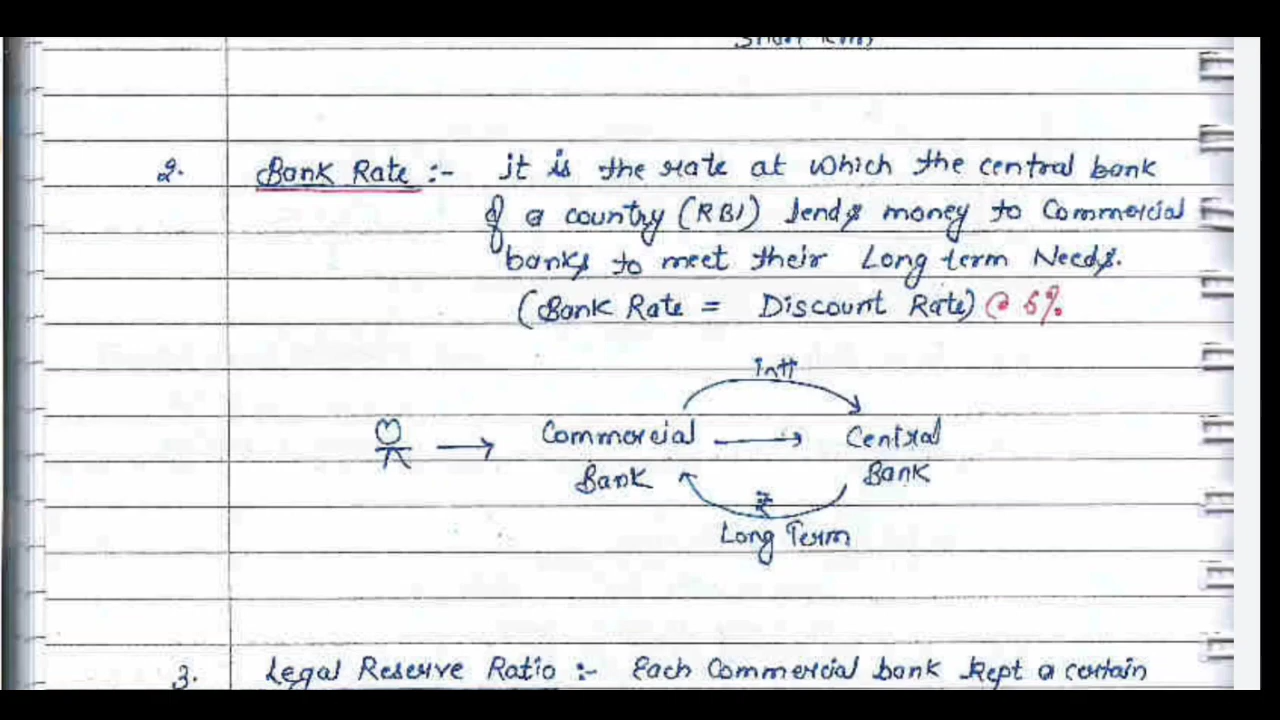 2. Bank Rate :- it is the rate at which the central bank
of a country (RBI) lends money to Commercial
banks to meet their Long term Needs.
(Bank Rate = Discount Rate) @ 5%
Intt
Commercial Bank
Central Bank
₹
Long Term
3. Legal Reserve Ratio :- Each Commercial bank kept a certain